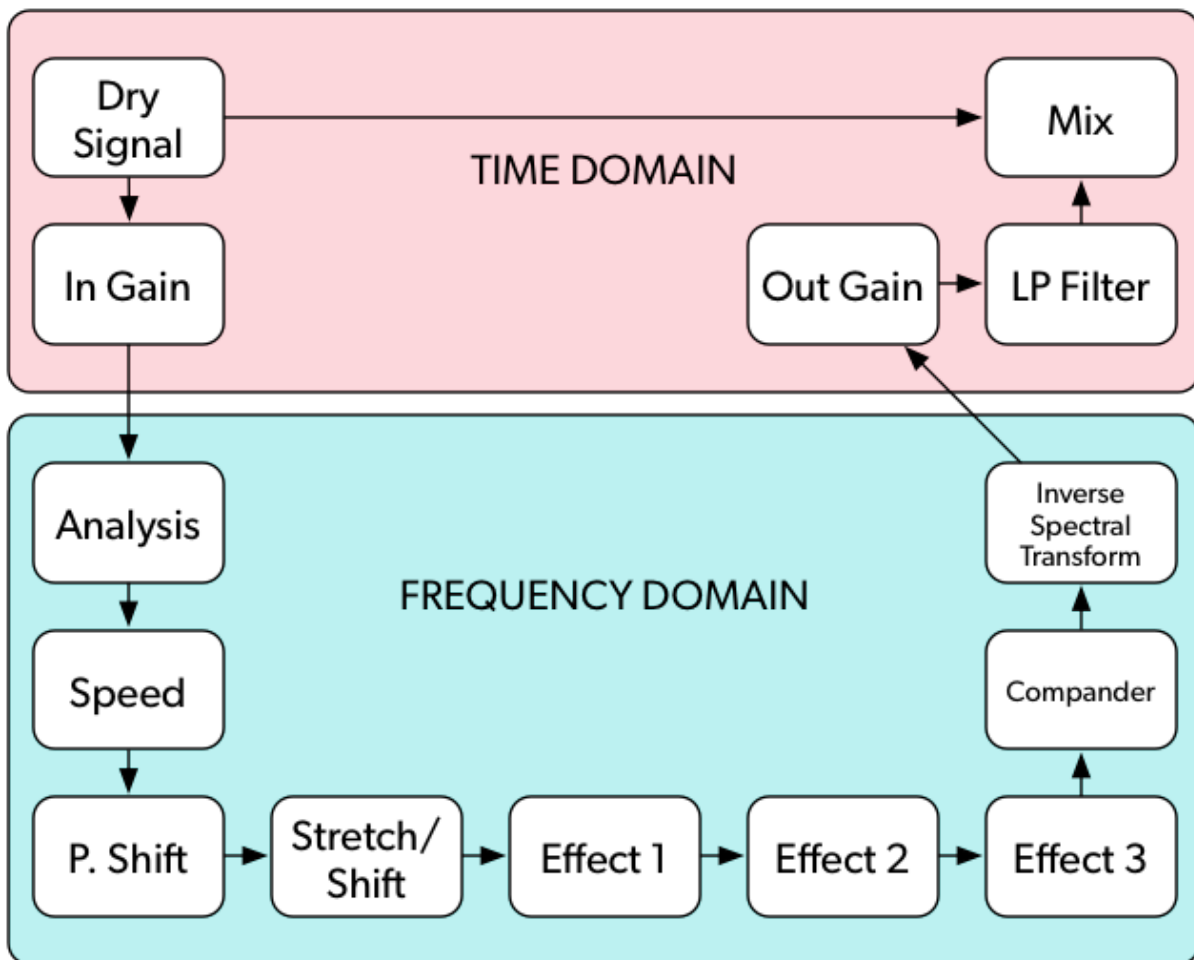 Dry
Signal
Mix
TIME DOMAIN
In Gain
Out Gain
LP Filter
Analysis
Inverse
Spectral
Transform
FREQUENCY DOMAIN
Speed
Compander
P. Shift
Stretch/
Shift
Effect 1
Effect 2
Effect 3